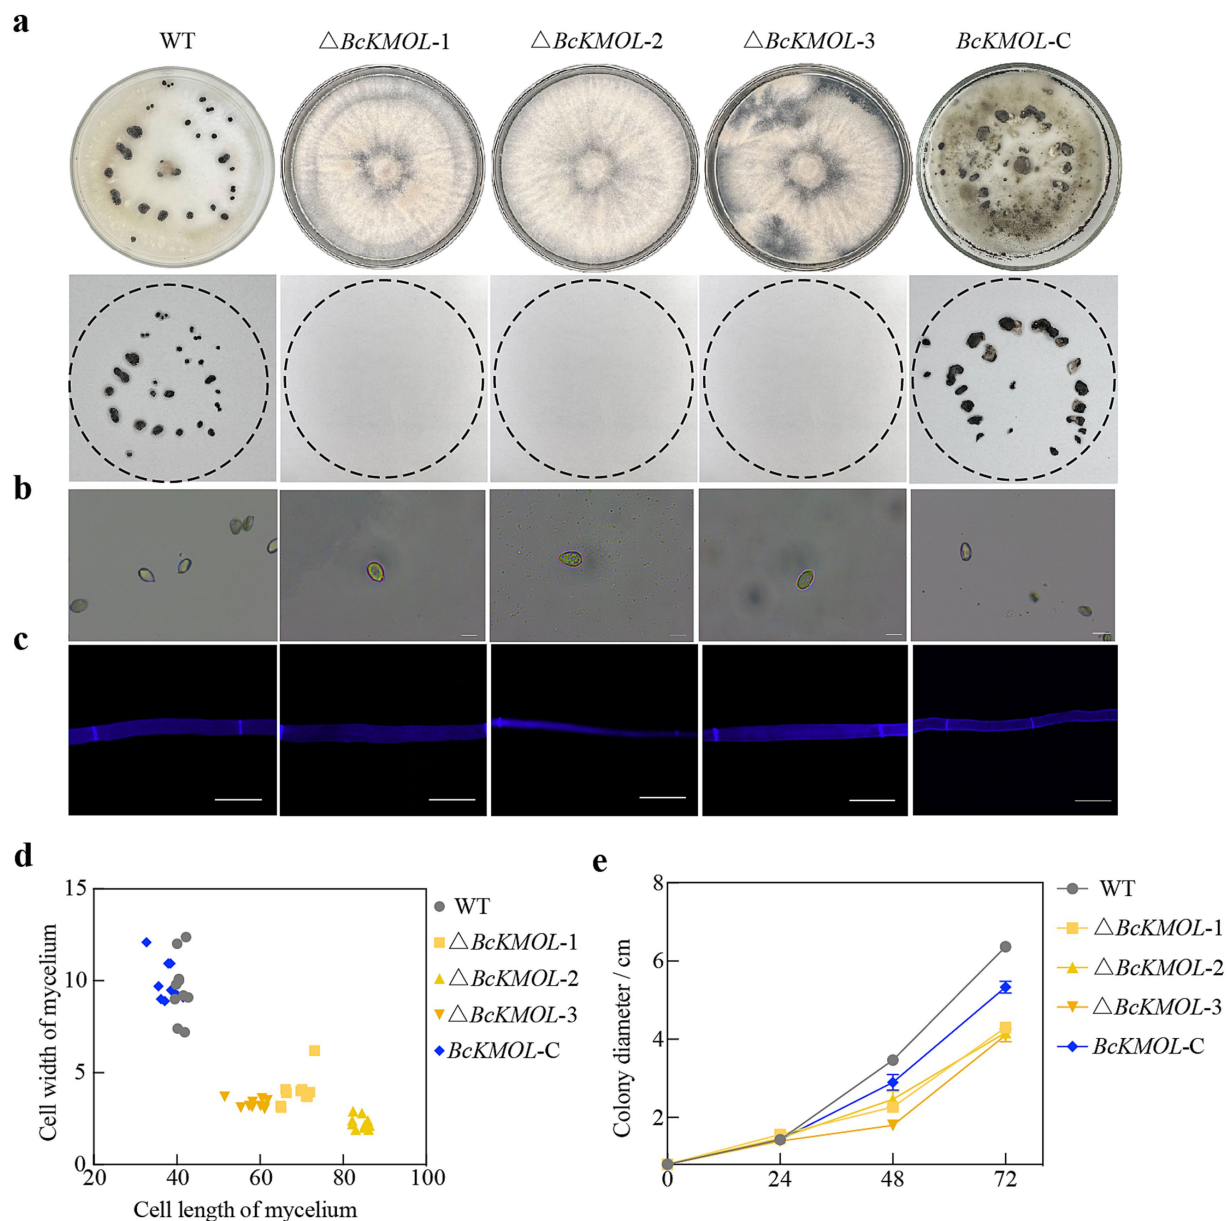 a
WT
△BcKMOL-1
△BcKMOL-2
△BcKMOL-3
BcKMOL-C
b
c
d
15
10
5
0
20
40
60
80
100
Cell width of mycelium
Cell length of mycelium
WT
△BcKMOL-1
△BcKMOL-2
△BcKMOL-3
BcKMOL-C
e
8
6
4
2
0
24
48
72
Colony diameter / cm
WT
△BcKMOL-1
△BcKMOL-2
△BcKMOL-3
BcKMOL-C